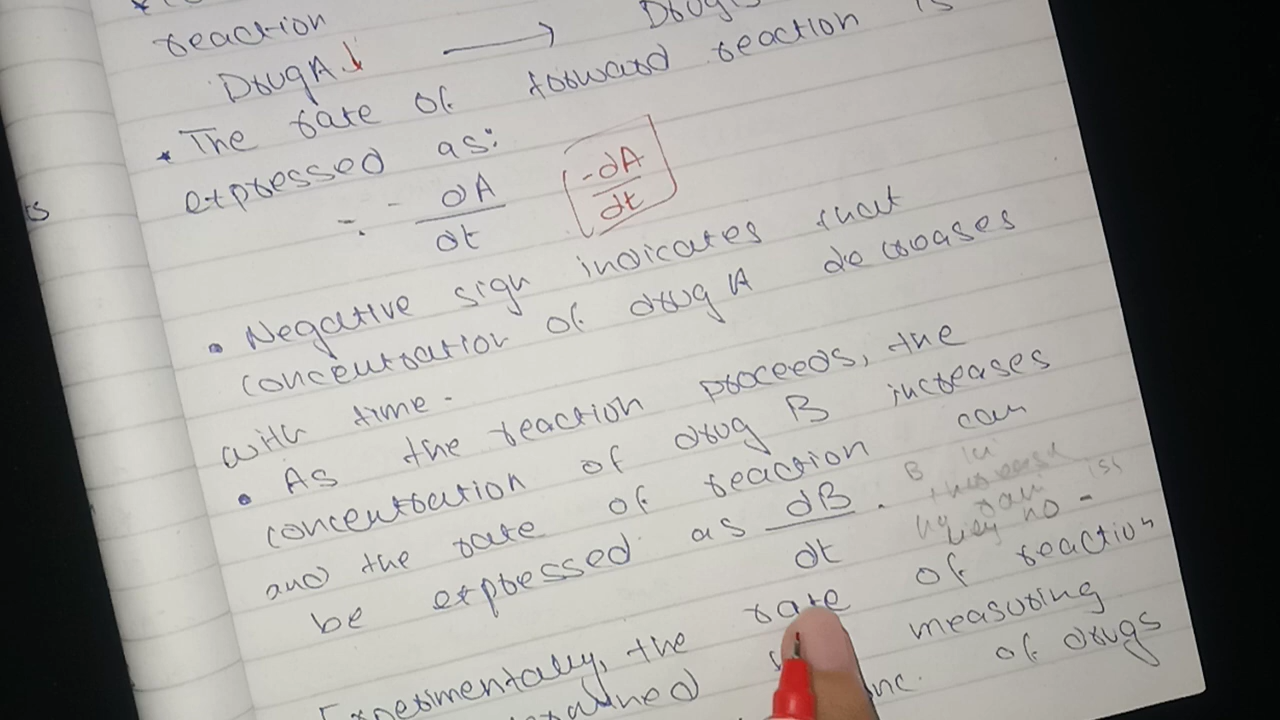 reaction
Drug A ↓ ⟶ Drug
* The rate of forward reaction is
expressed as:
= - dA/dt [-dA/dt]
• Negative sign indicates that
concentration of drug A decreases
with time.
• As the reaction proceeds, the
concentration of drug B increases
and the rate of reaction can
be expressed as dB/dt.
Experimentally, the rate of reaction
measuring
of drugs